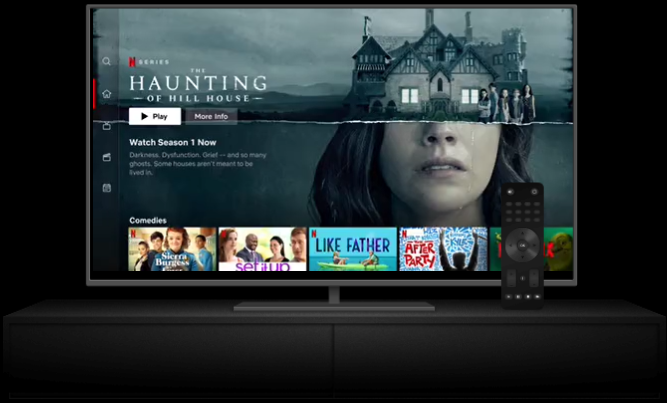 N SERIES
THE
HAUNTING
OF HILL HOUSE
Play
More Info
Watch Season 1 Now
Darkness. Dysfunction. Grief — and so many
ghosts. Some houses aren't meant to be
lived in.
Comedies
N
Sierra
Burgess
set it up
N
LIKE FATHER
N
THE
AFTER
PARTY
N